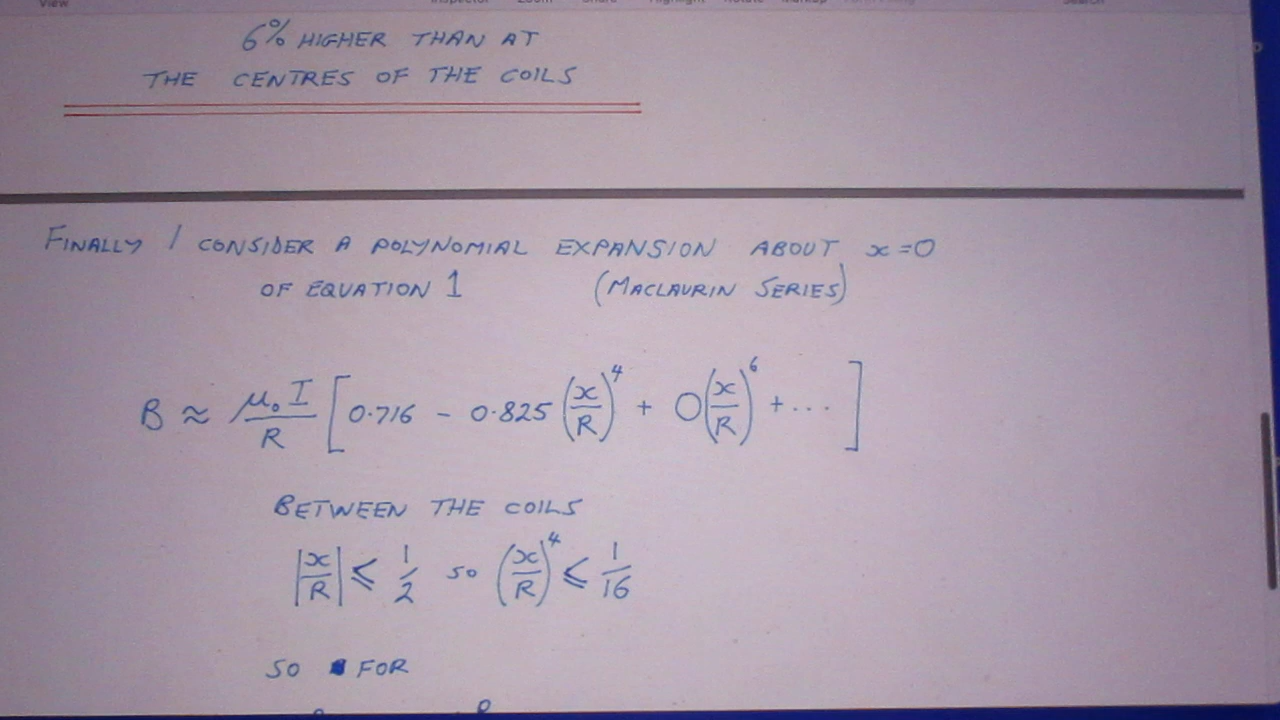 View
6% HIGHER THAN AT
THE CENTRES OF THE COILS
FINALLY I CONSIDER A POLYNOMIAL EXPANSION ABOUT x=0
OF EQUATION 1 (MACLAURIN SERIES)
B ≈ μ₀I/R [0.716 - 0.825 (x/R)⁴ + O(x/R)⁶ + ...]
BETWEEN THE COILS
|x/R| ⩽ 1/2 SO (x/R)⁴ ⩽ 1/16
SO FOR